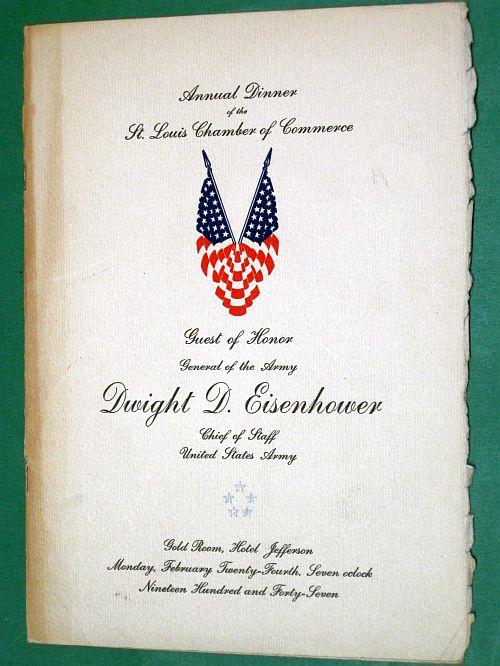 Annual Dinner
of the
St. Louis Chamber of Commerce
Guest of Honor
General of the Army
Dwight D. Eisenhower
Chief of Staff
United States Army
Gold Room, Hotel Jefferson
Monday, February Twenty-Fourth, Seven oclock
Nineteen Hundred and Forty-Seven